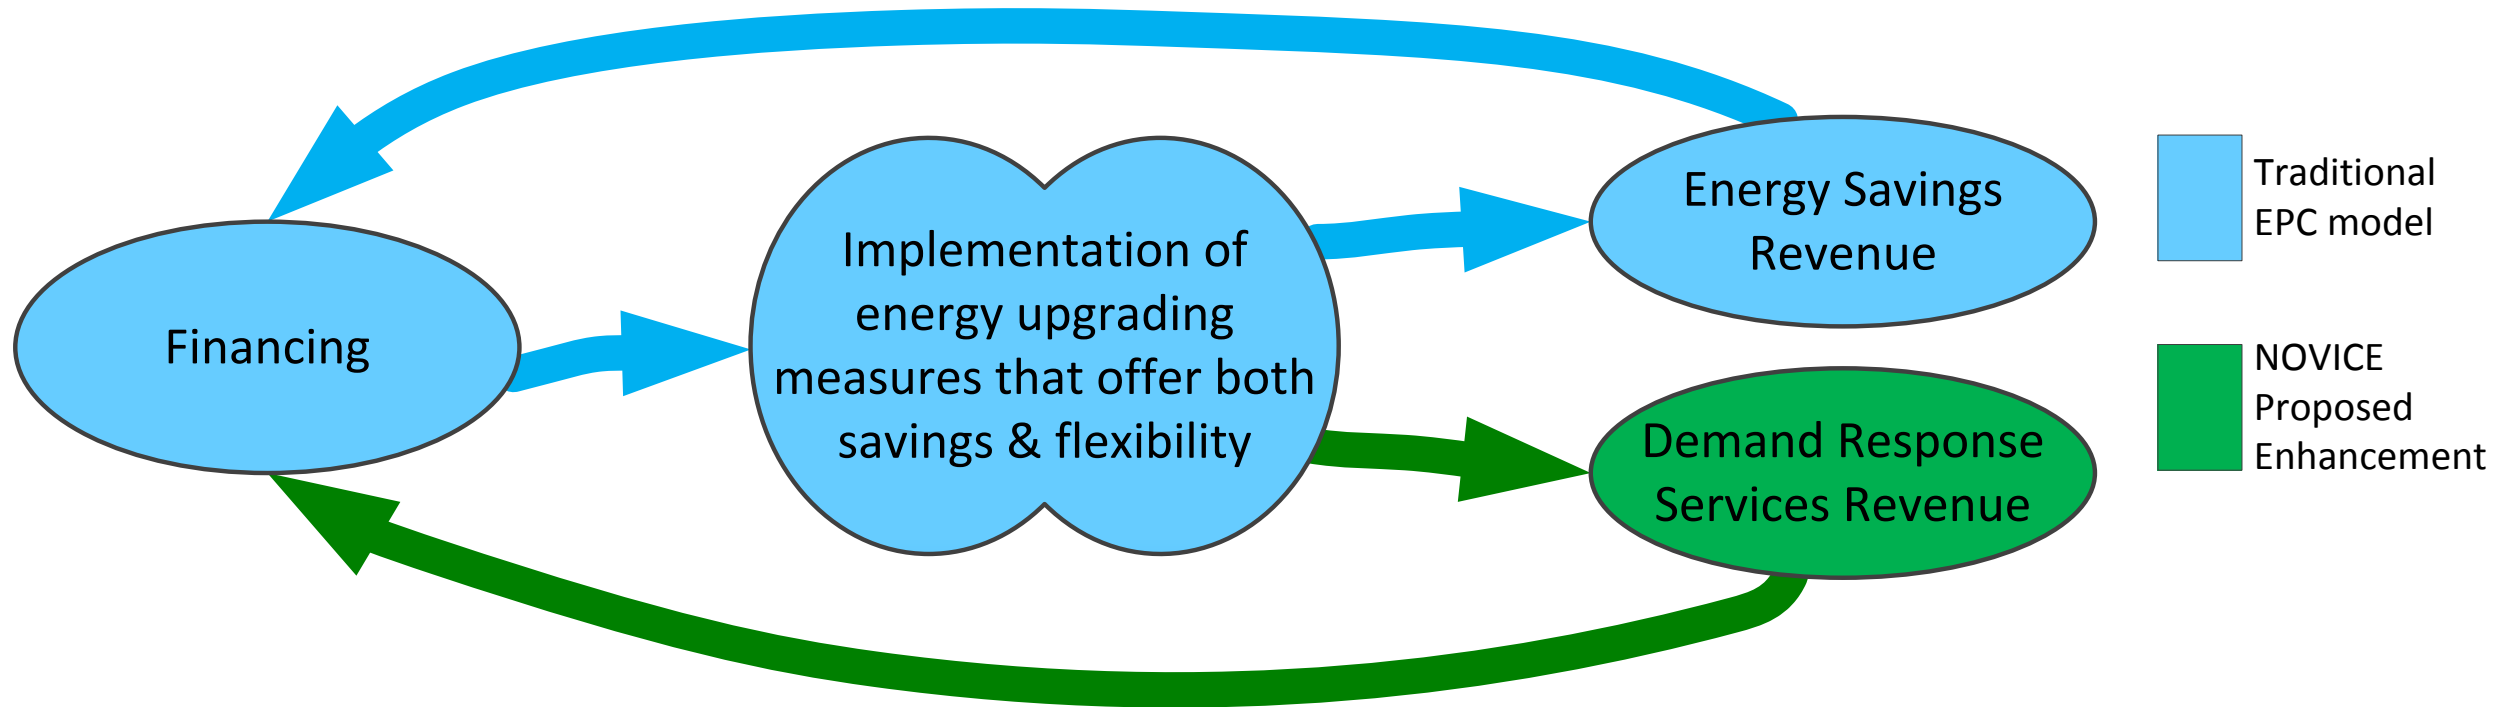 Financing
Implementation of
energy upgrading
measures that offer both
savings & flexibility
Energy Savings
Revenue
Demand Response
Services Revenue
Traditional
EPC model
NOVICE
Proposed
Enhancement